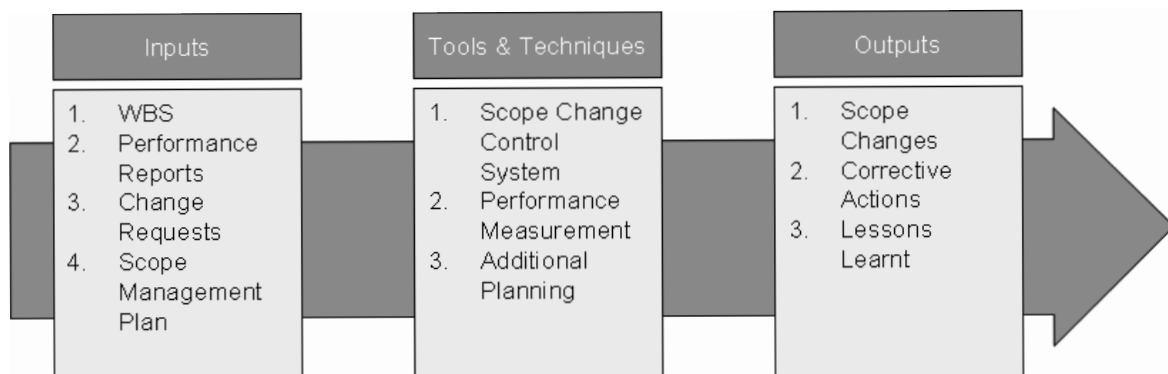 Inputs
1. WBS
2. Performance
Reports
3. Change
Requests
4. Scope
Management
Plan
Tools & Techniques
1. Scope Change
Control
System
2. Performance
Measurement
3. Additional
Planning
Outputs
1. Scope
Changes
2. Corrective
Actions
3. Lessons
Learnt